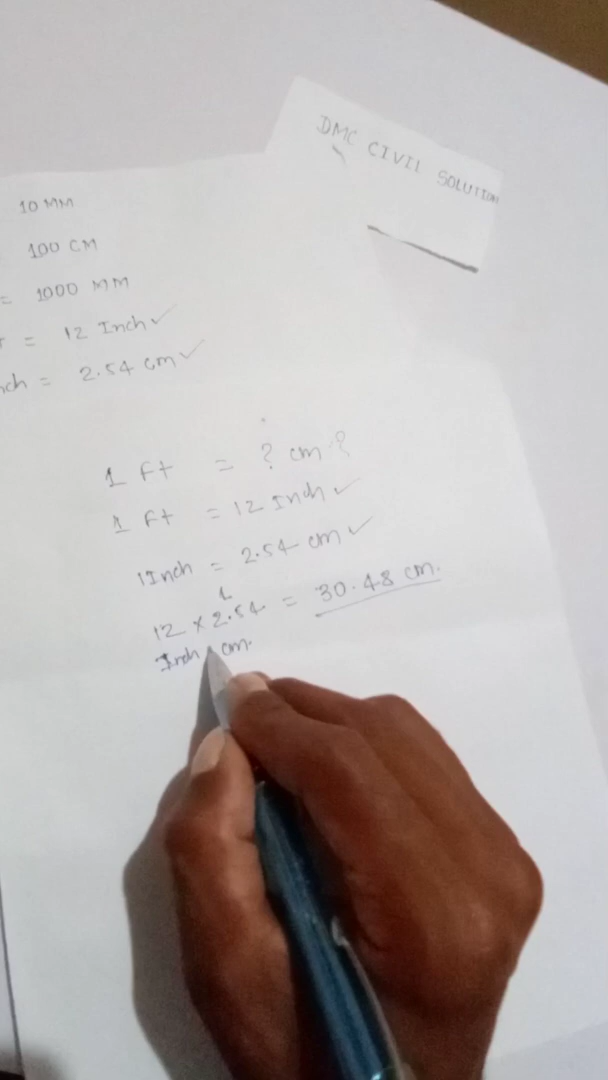 DMC CIVIL SOLUTION
10 MM
100 CM
= 1000 MM
= 12 Inch ✓
nch = 2.54 cm ✓
1 Ft = ? cm ?
1 Ft = 12 Inch ✓
1 Inch = 2.54 cm ✓
12 × 2.54 = 30.48 cm.
Inch cm.